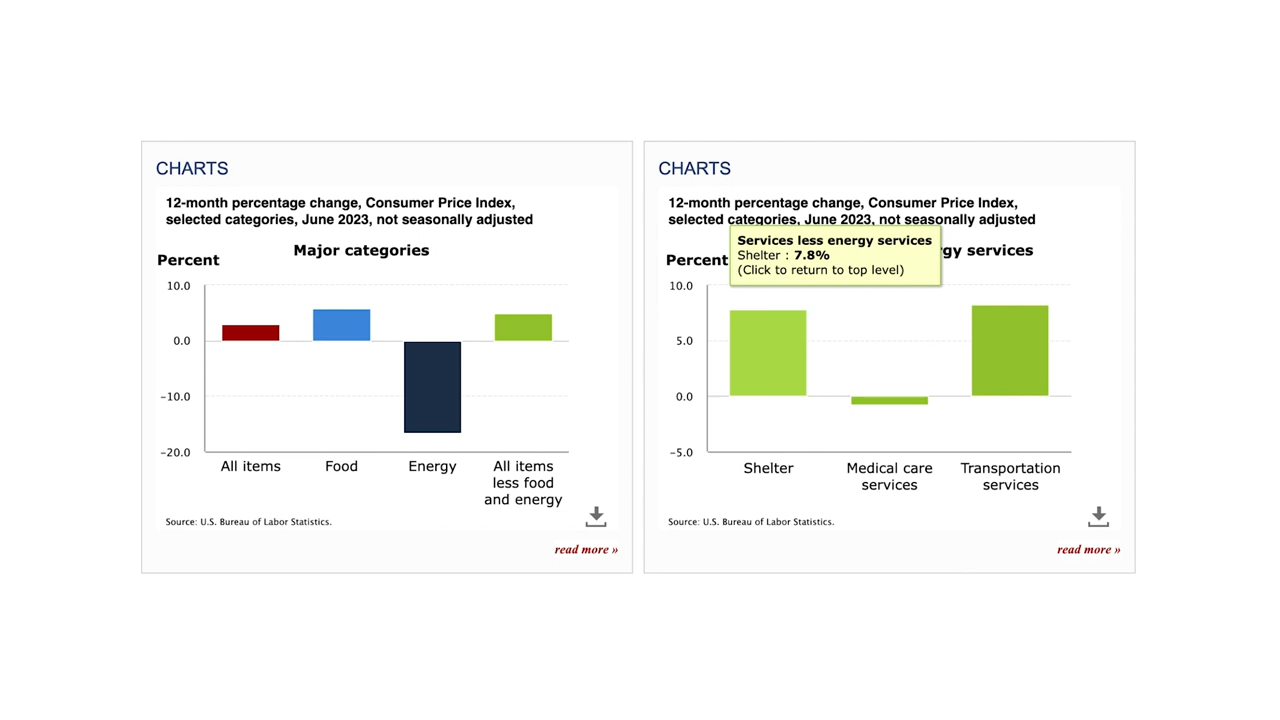 CHARTS
12-month percentage change, Consumer Price Index,
selected categories, June 2023, not seasonally adjusted
Major categories
Percent
10.0
0.0
−10.0
−20.0
All items
Food
Energy
All items
less food
and energy
Source: U.S. Bureau of Labor Statistics.
read more »
CHARTS
12-month percentage change, Consumer Price Index,
selected categories, June 2023, not seasonally adjusted
Services less energy services
Shelter : 7.8%
(Click to return to top level)
services
Percent
10.0
5.0
0.0
−5.0
Shelter
Medical care
services
Transportation
services
Source: U.S. Bureau of Labor Statistics.
read more »